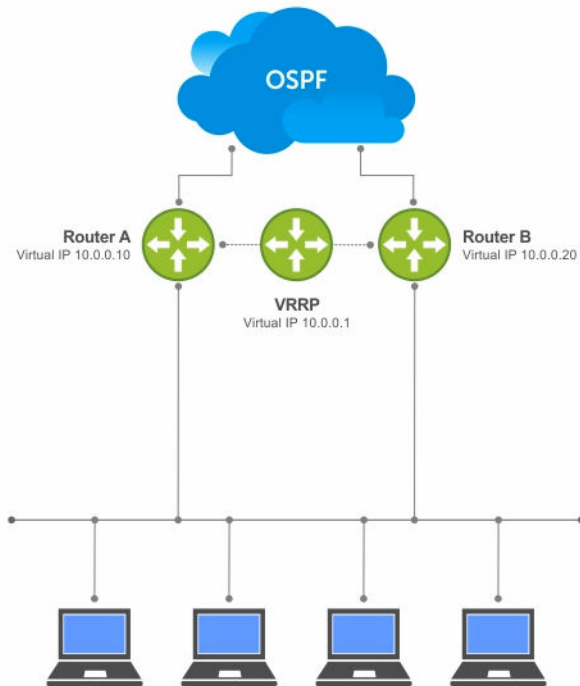 OSPF
Router A
Virtual IP 10.0.0.10
Router B
Virtual IP 10.0.0.20
VRRP
Virtual IP 10.0.0.1